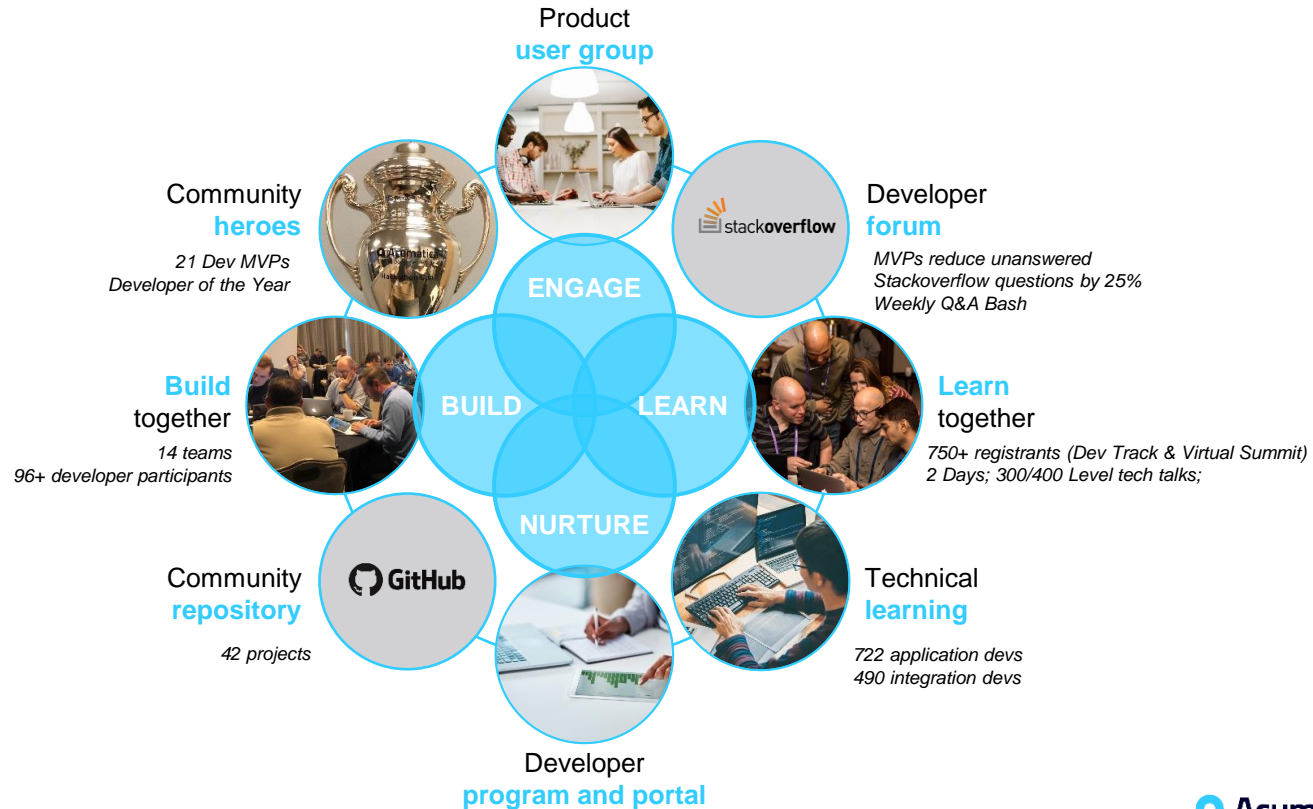 Product
user group
Community
heroes
21 Dev MVPs
Developer of the Year
Acumatica
stackoverflow
Developer
forum
MVPs reduce unanswered
Stackoverflow questions by 25%
Weekly Q&A Bash
ENGAGE
BUILD
LEARN
NURTURE
Build
together
14 teams
96+ developer participants
Learn
together
750+ registrants (Dev Track & Virtual Summit)
2 Days; 300/400 Level tech talks;
Community
repository
42 projects
GitHub
Technical
learning
722 application devs
490 integration devs
Developer
program and portal